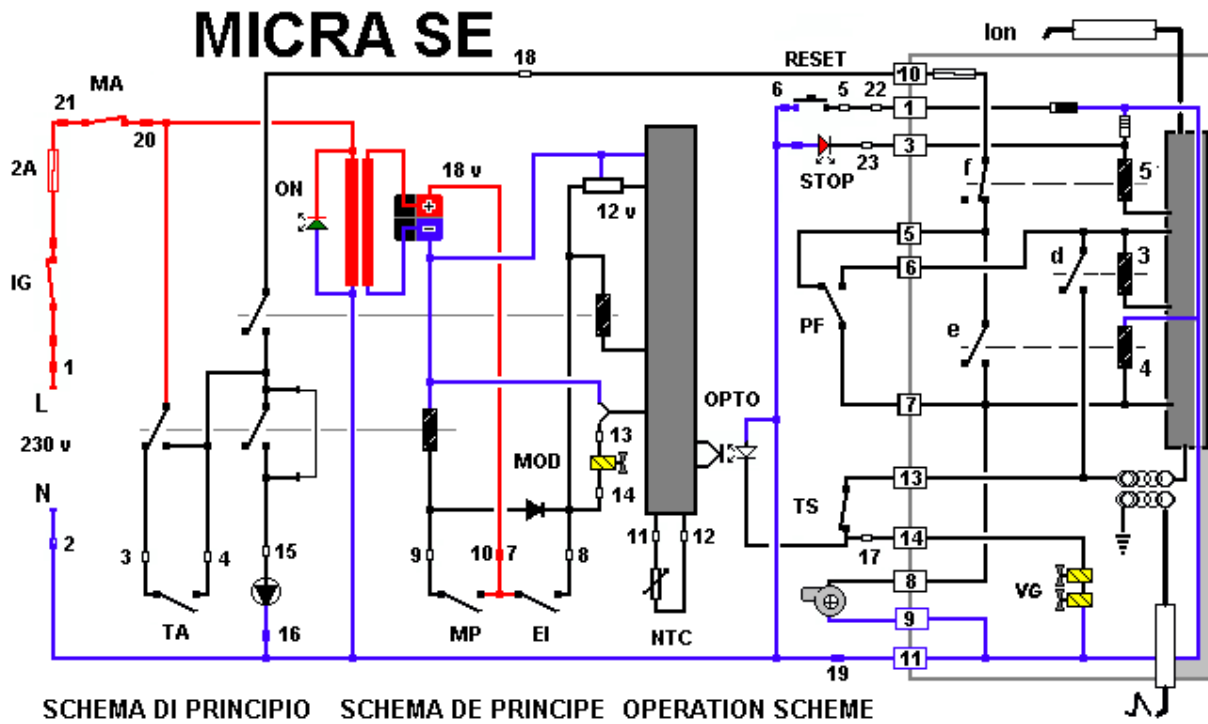 MICRA SE
Ion
18
RESET
10
MA
6 5 22
1
21
20
3
23
STOP
2A
ON
18 v
12 v
f
5
+
-
5
6
d
3
IG
PF
e
4
1
7
L
OPTO
230 v
13
MOD
N
14
13
TS
2
11 12
14
17
3 4 15 9 10 7 8
8
VG
9
TA
16
MP EI NTC
11
19
SCHEMA DI PRINCIPIO SCHEMA DE PRINCIPE OPERATION SCHEME